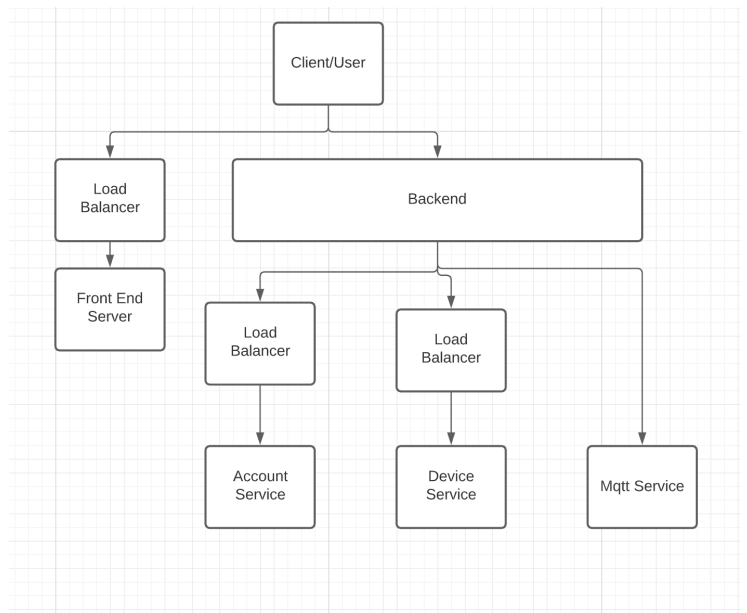 Client/User
Load
Balancer
Backend
Front End
Server
Load
Balancer
Load
Balancer
Account
Service
Device
Service
Mqtt Service